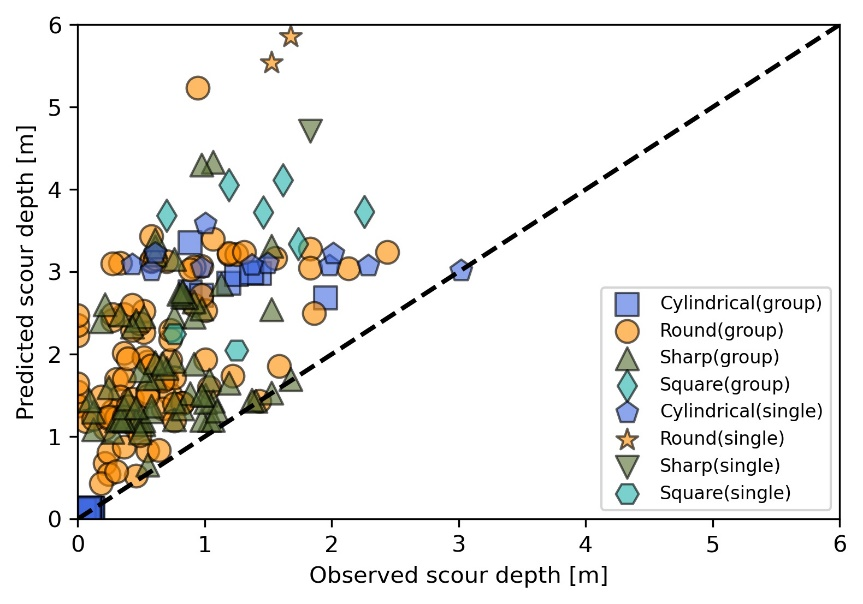 6
5
4
3
2
1
0
Predicted scour depth [m]
Cylindrical(group)
Round(group)
Sharp(group)
Square(group)
Cylindrical(single)
Round(single)
Sharp(single)
Square(single)
0 1 2 3 4 5 6
Observed scour depth [m]